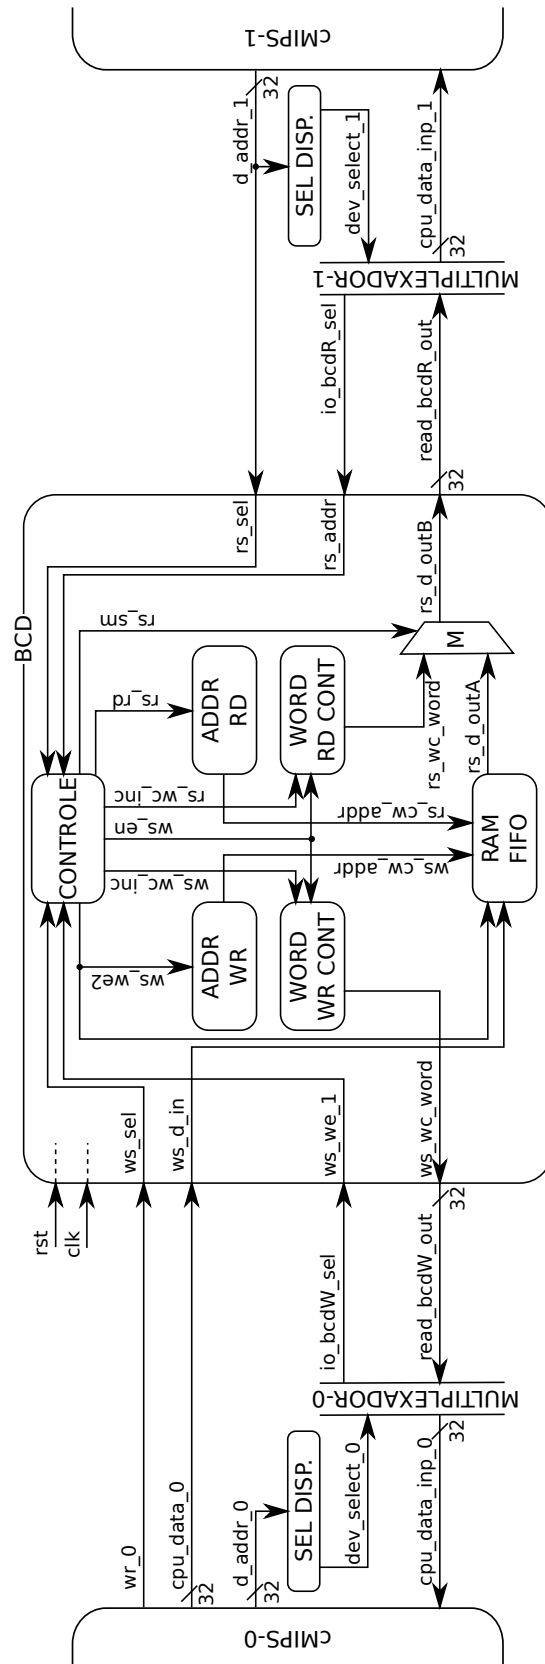 cMIPS-1
d_addr_1
32
SEL DISP.
dev_select_1
cpu_data_inp_1
32
MULTIPLEXADOR-1
io_bcdR_sel
read_bcdR_out
32
BCD
rs_sel
rs_addr
rs_d_outB
rs_sm
M
rs_rd
ADDR
RD
WORD
RD CONT
rs_wc_word
rs_d_outA
CONTROLE
rs_wc_inc
ws_en
ws_wc_inc
rs_cw_addr
ws_cw_addr
RAM
FIFO
ws_we2
ADDR
WR
WORD
WR CONT
ws_sel
ws_d_in
ws_we_1
ws_wc_word
rst
clk
32
io_bcdW_sel
read_bcdW_out
MULTIPLEXADOR-0
32
wr_0
cpu_data_0
32
d_addr_0
32
SEL DISP.
dev_select_0
cpu_data_inp_0
cMIPS-0